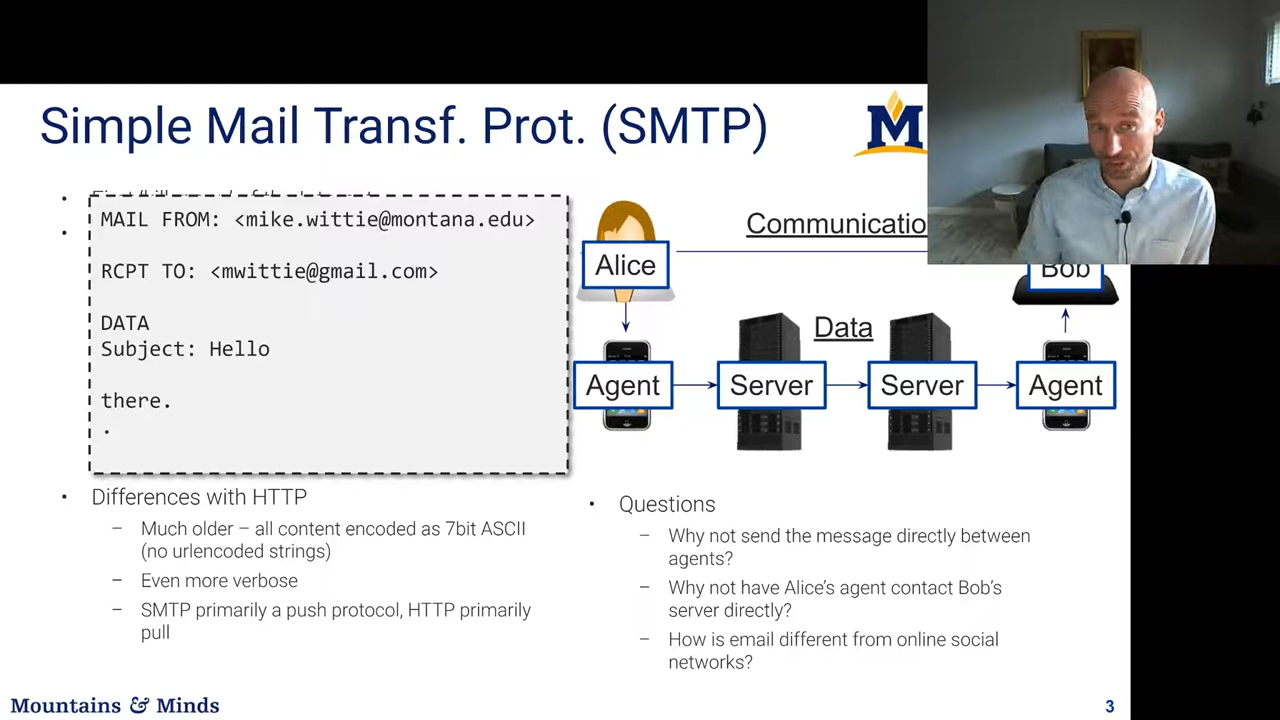 Simple Mail Transf. Prot. (SMTP)
M
MAIL FROM: <mike.wittie@montana.edu>
RCPT TO: <mwittie@gmail.com>
DATA
Subject: Hello
there.
.
• Differences with HTTP
– Much older – all content encoded as 7bit ASCII
(no urlencoded strings)
– Even more verbose
– SMTP primarily a push protocol, HTTP primarily
pull
Communicatio
Alice
Bob
Data
Agent
Server
Server
Agent
• Questions
– Why not send the message directly between
agents?
– Why not have Alice's agent contact Bob's
server directly?
– How is email different from online social
networks?
Mountains & Minds
3